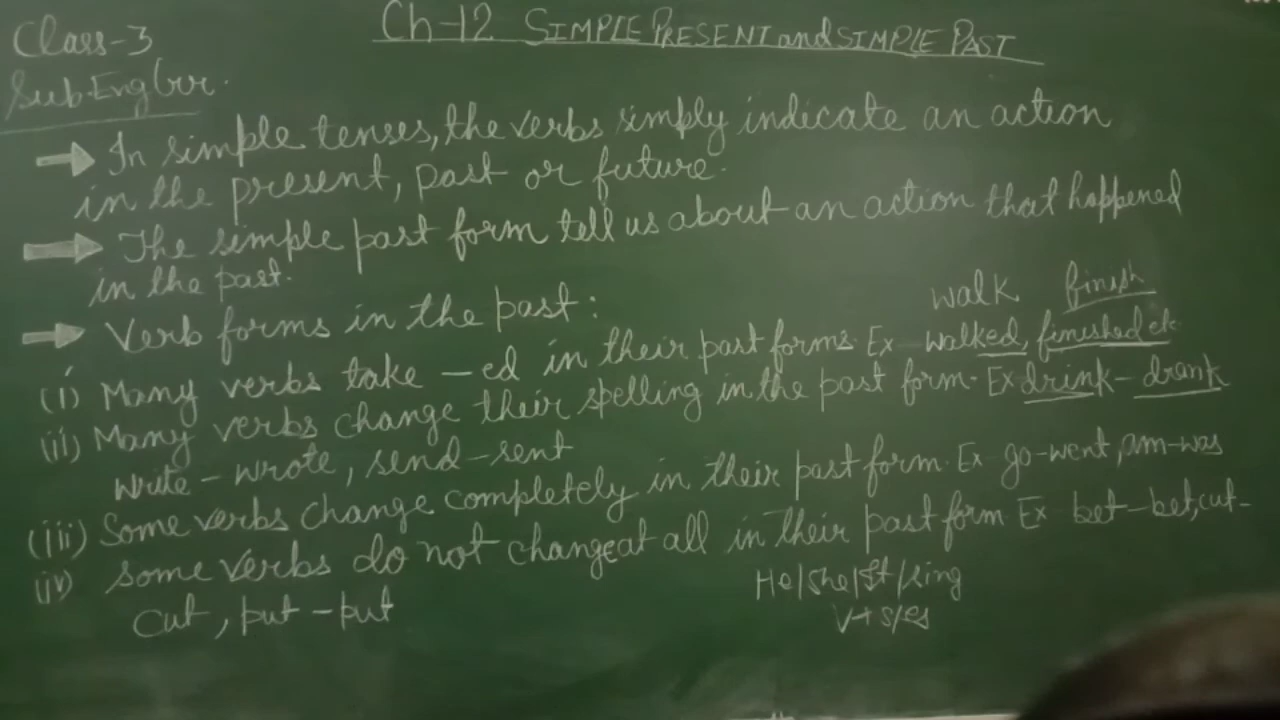 Class-3
Ch-12 SIMPLE PRESENT and SIMPLE PAST
Sub.Eng
→ In simple tenses, the verbs simply indicate an action
in the present, past or future.
→ The simple past form tell us about an action that happened
in the past.
→ Verb forms in the past:
walk finish
(i) Many verbs take -ed in their past forms. Ex walked, finished etc.
(ii) Many verbs change their spelling in the past form. Ex drink-drank
write-wrote, send-sent
(iii) Some verbs change completely in their past form. Ex go-went, am-was
(iv) some verbs do not change at all in their past form Ex bet-bet, cut-
cut, put-put
He/She/It/Sing
V+s/es